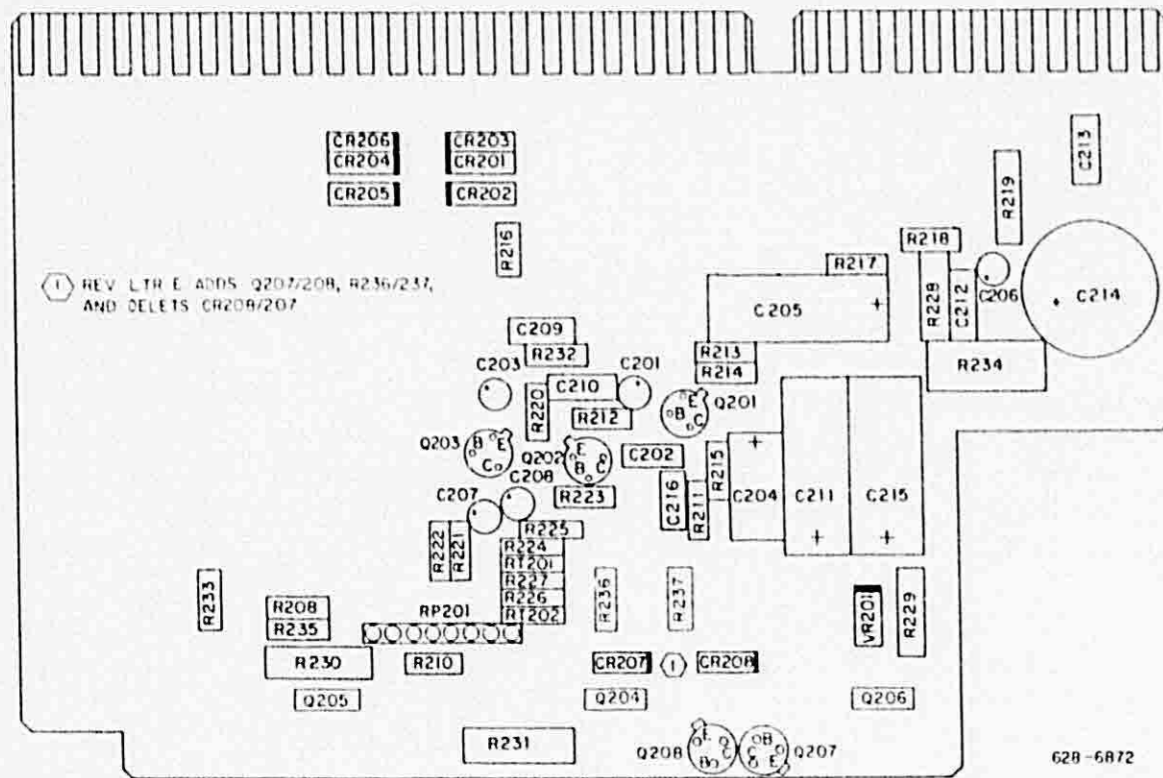 CR206
CR203
CR204
CR201
CR205
CR202
C213
R219
R216
R218
R217
1 REV LTR E ADDS Q207/208, R236/237,
AND DELETS CR208/207
C205
+
R228
C212
C206
C214
+
C209
R232
R213
R214
R234
C203
C210
C201
R220
R212
E
B
C
Q201
Q203
B
E
C
Q202
E
B
C
C202
R215
+
C204
C211
C215
C208
C207
R223
C216
R211
+
+
R222
R221
R225
R224
RT201
R227
R226
RT202
R233
R208
R235
RP201
R236
R237
VR201
R229
R230
R210
CR207
1
CR208
Q205
Q204
Q206
R231
Q208
E
C
B
B
C
E
Q207
628-6872